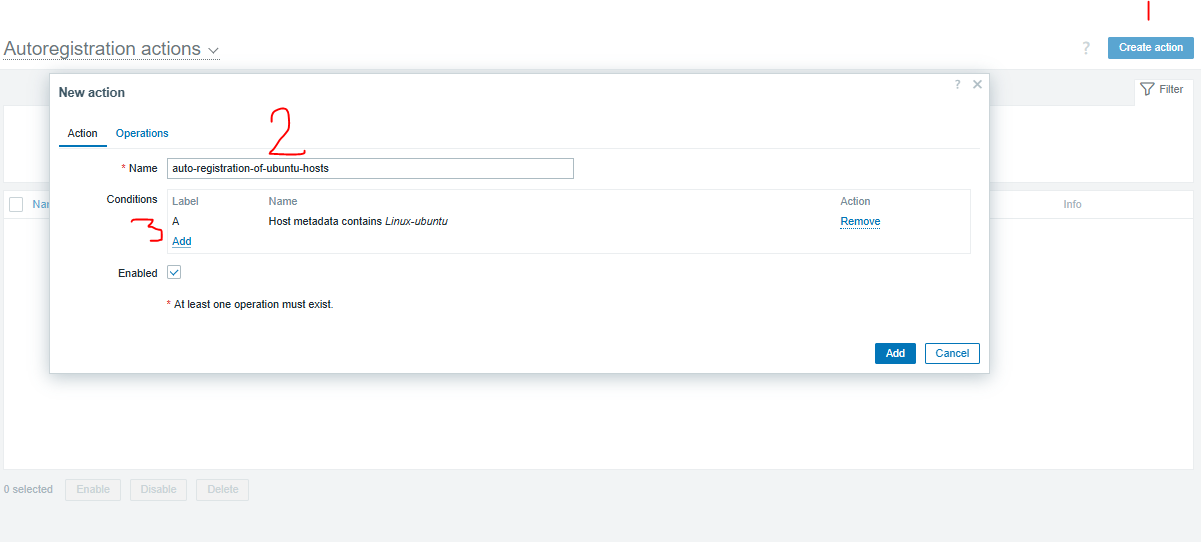 1
Autoregistration actions
? Create action
New action ? ×
Filter
Action Operations
2
* Name auto-registration-of-ubuntu-hosts
Conditions Label Name Action
A Host metadata contains Linux-ubuntu Remove
3 Add
Nar Info
Enabled
* At least one operation must exist.
Add Cancel
0 selected Enable Disable Delete